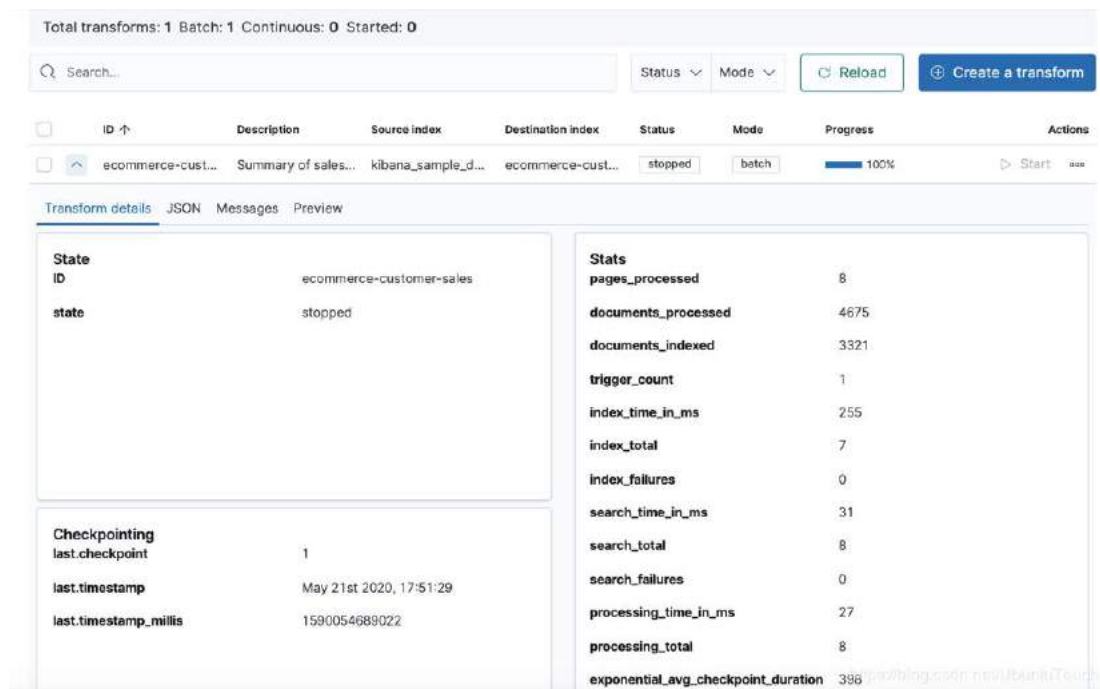 Total transforms: 1 Batch: 1 Continuous: 0 Started: 0
Search...
Status
Mode
Reload
Create a transform
ID ↑ Description Source index Destination index Status Mode Progress Actions
ecommerce-cust... Summary of sales... kibana_sample_d... ecommerce-cust... stopped batch 100% Start
Transform details JSON Messages Preview
State
ID ecommerce-customer-sales
state stopped
Checkpointing
last.checkpoint 1
last.timestamp May 21st 2020, 17:51:29
last.timestamp_millis 1590054689022
Stats
pages_processed 8
documents_processed 4675
documents_indexed 3321
trigger_count 1
index_time_in_ms 255
index_total 7
index_failures 0
search_time_in_ms 31
search_total 8
search_failures 0
processing_time_in_ms 27
processing_total 8
exponential_avg_checkpoint_duration 398